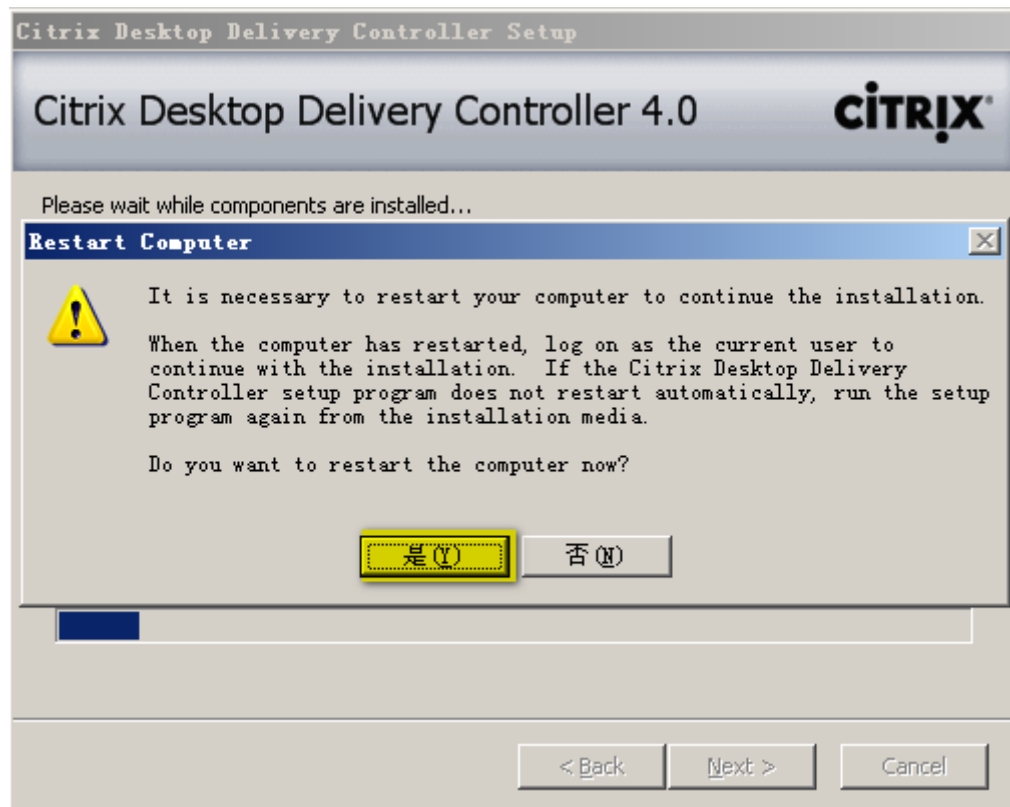 Citrix Desktop Delivery Controller Setup
Citrix Desktop Delivery Controller 4.0
CİTRIX
Please wait while components are installed...
Restart Computer
It is necessary to restart your computer to continue the installation.
When the computer has restarted, log on as the current user to
continue with the installation.  If the Citrix Desktop Delivery
Controller setup program does not restart automatically, run the setup
program again from the installation media.
Do you want to restart the computer now?
是(Y)
否(N)
< Back
Next >
Cancel